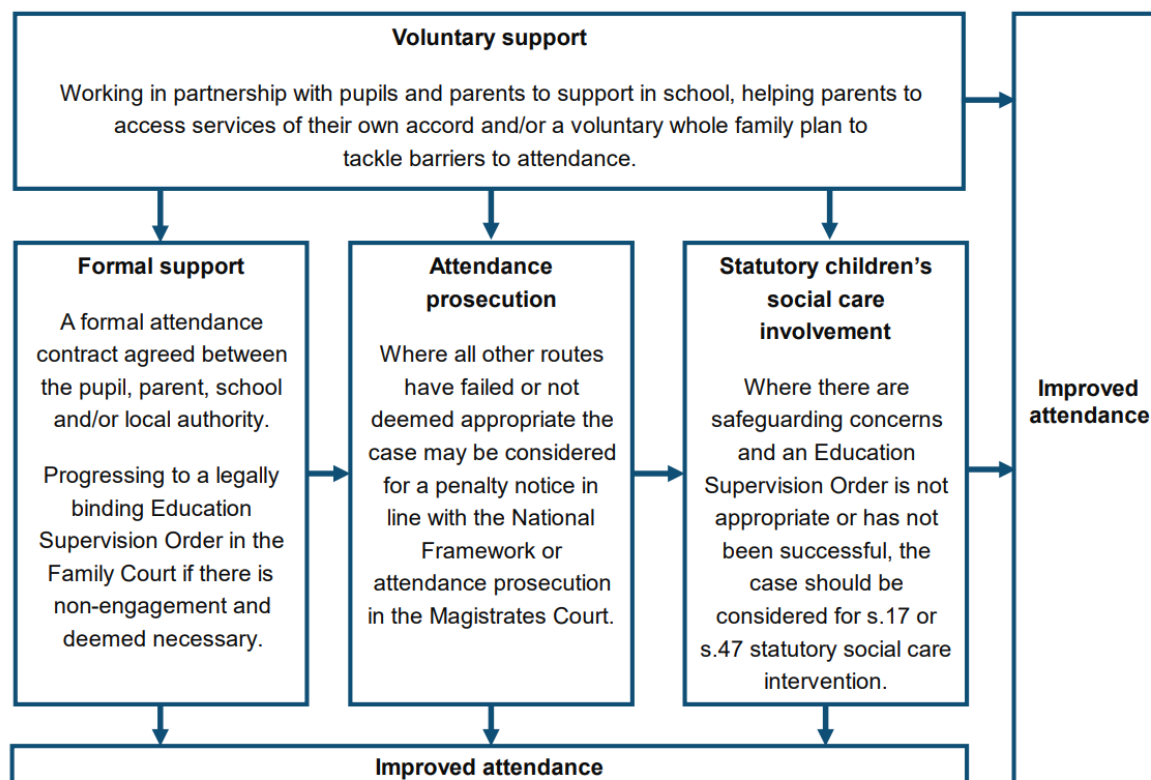 Voluntary support
Working in partnership with pupils and parents to support in school, helping parents to
access services of their own accord and/or a voluntary whole family plan to
tackle barriers to attendance.
Formal support
A formal attendance
contract agreed between
the pupil, parent, school
and/or local authority.
Progressing to a legally
binding Education
Supervision Order in the
Family Court if there is
non-engagement and
deemed necessary.
Attendance
prosecution
Where all other routes
have failed or not
deemed appropriate the
case may be considered
for a penalty notice in
line with the National
Framework or
attendance prosecution
in the Magistrates Court.
Statutory children’s
social care
involvement
Where there are
safeguarding concerns
and an Education
Supervision Order is not
appropriate or has not
been successful, the
case should be
considered for s.17 or
s.47 statutory social care
intervention.
Improved
attendance
Improved attendance